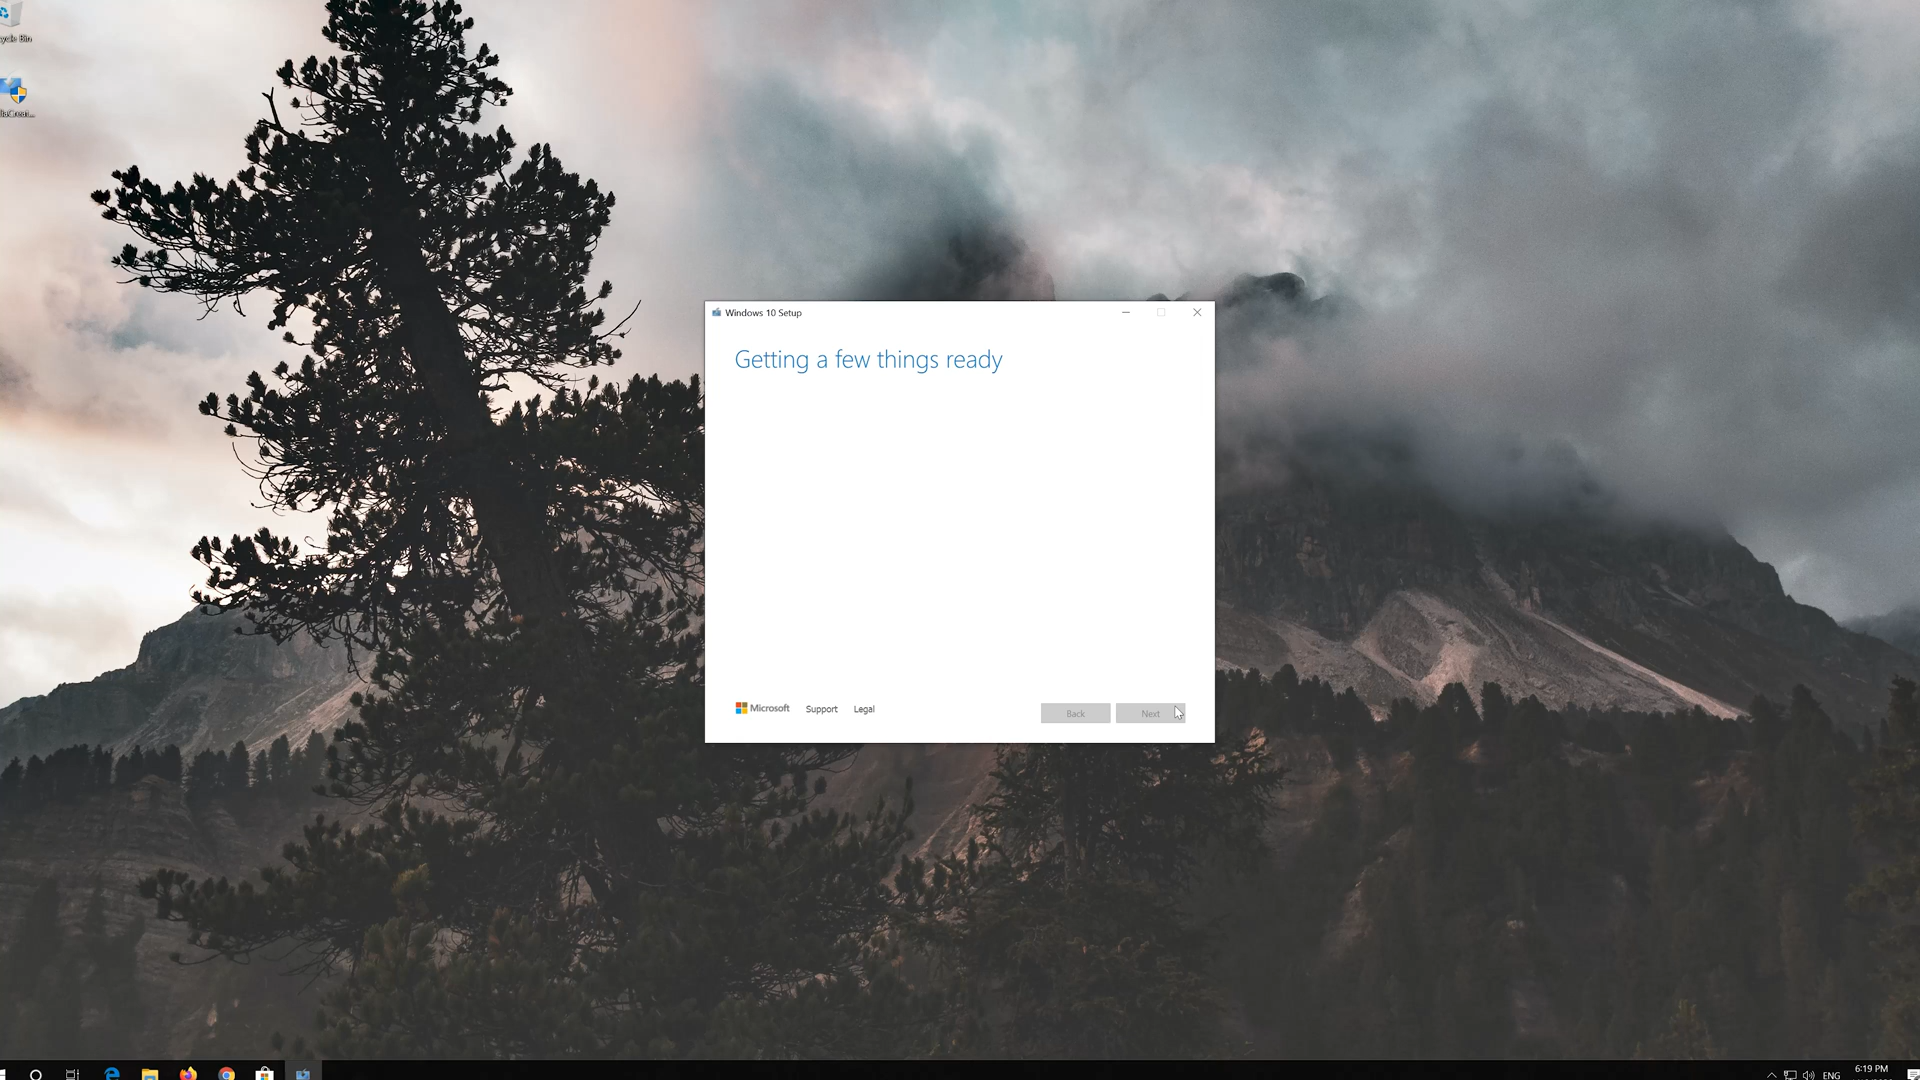 Windows 10 Setup
Getting a few things ready
Microsoft Support Legal
Back Next
ENG
6:19 PM